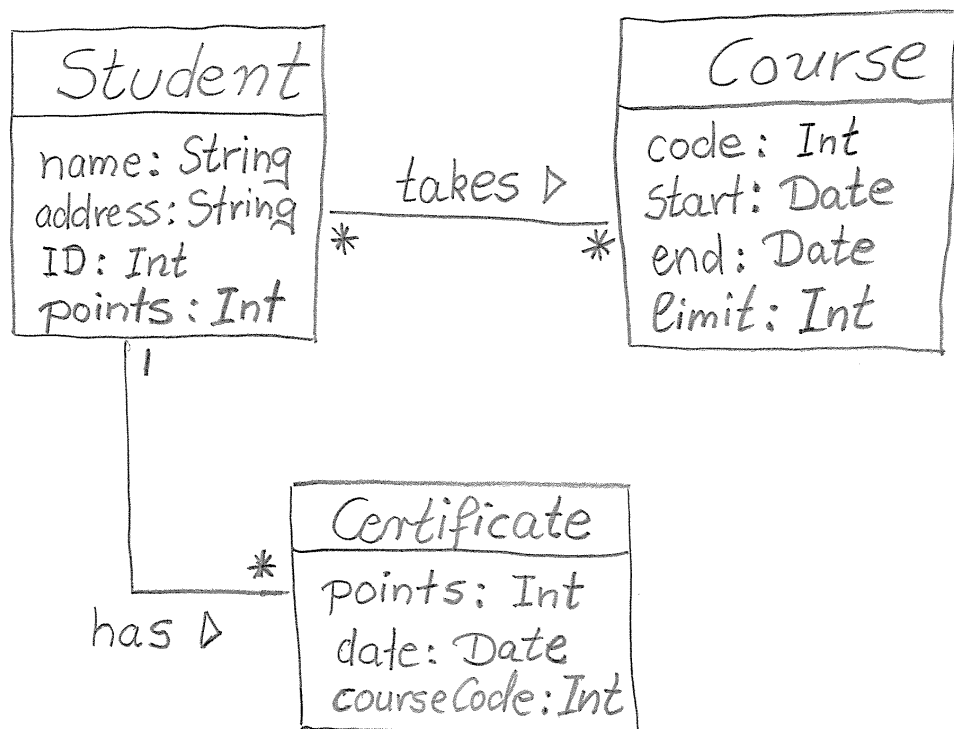 Student
name: String
address: String
ID: Int
points: Int
takes ▷
*
*
Course
code: Int
start: Date
end: Date
limit: Int
1
*
has ▷
Certificate
points: Int
date: Date
courseCode: Int